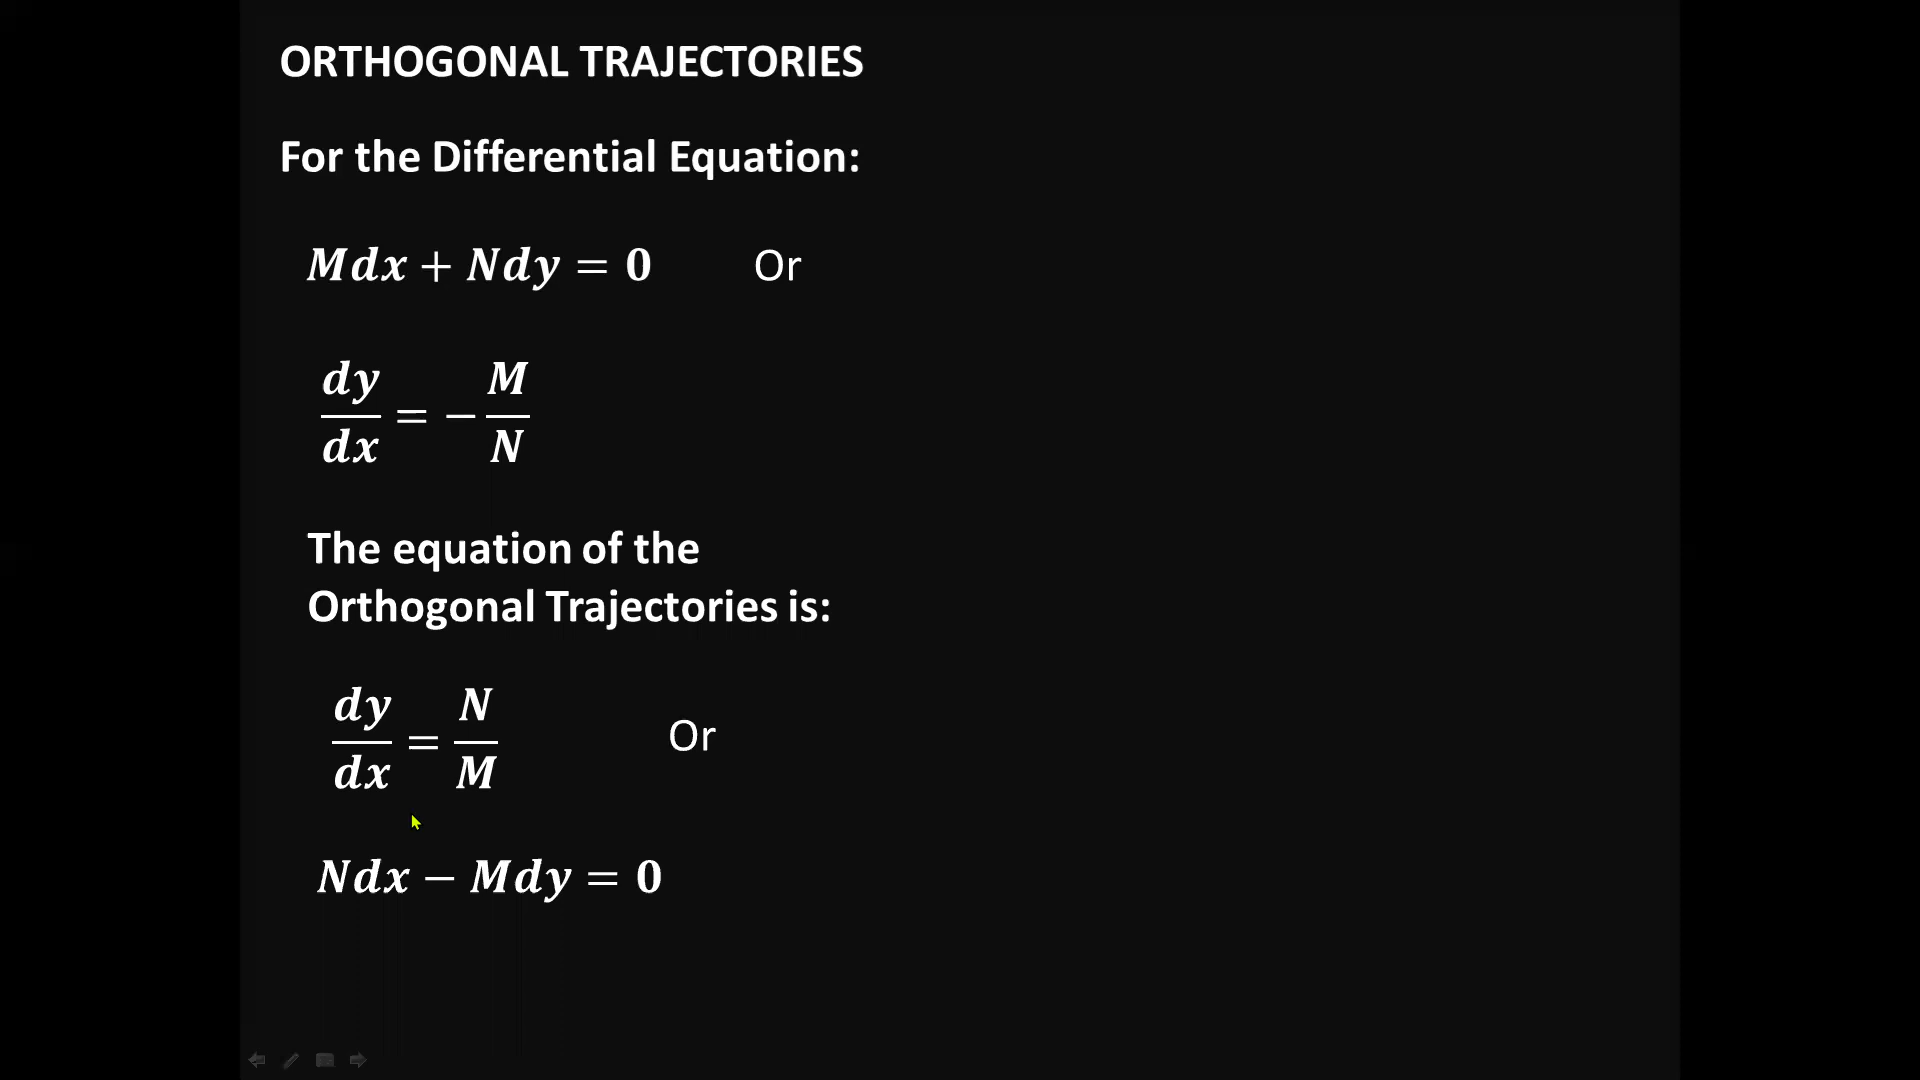 ORTHOGONAL TRAJECTORIES
For the Differential Equation:
Mdx + Ndy = 0 Or
dy/dx = − M/N
The equation of the
Orthogonal Trajectories is:
dy/dx = N/M Or
Ndx − Mdy = 0